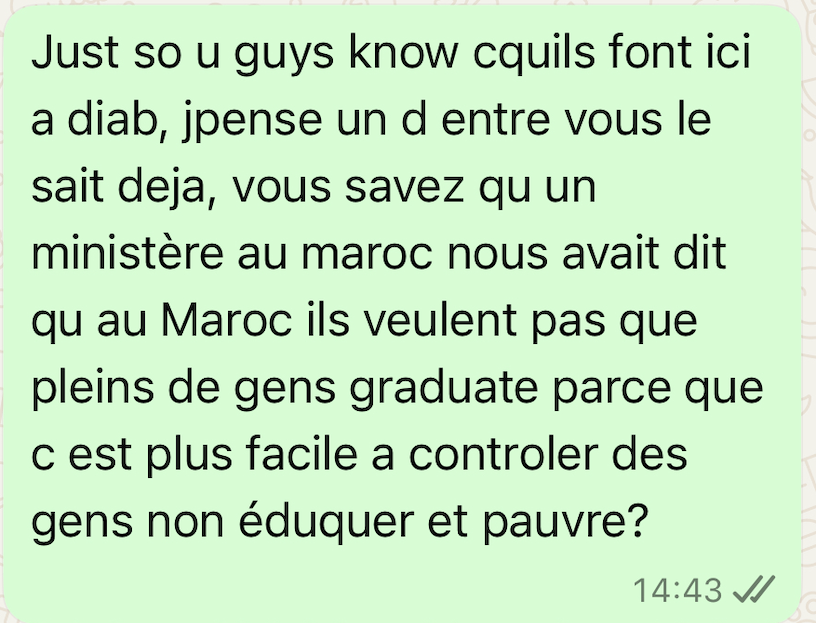 Just so u guys know cquils font ici
a diab, jpense un d entre vous le
sait deja, vous savez qu un
ministère au maroc nous avait dit
qu au Maroc ils veulent pas que
pleins de gens graduate parce que
c est plus facile a controler des
gens non éduquer et pauvre?
14:43